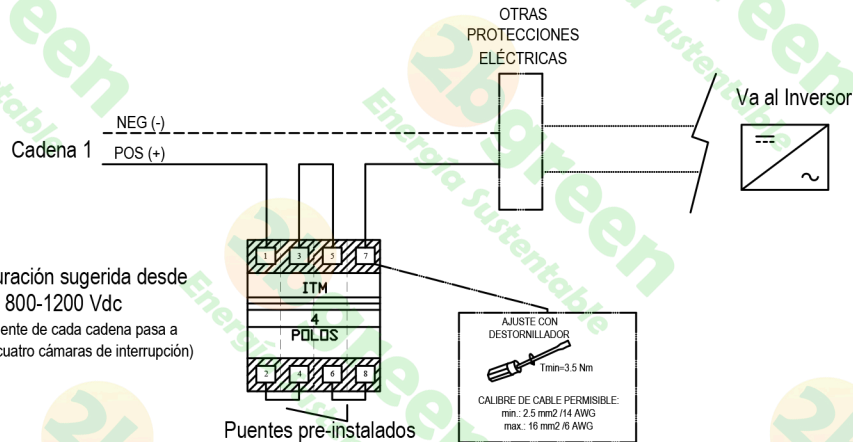 OTRAS
PROTECCIONES
ELÉCTRICAS
Va al Inversor
NEG (-)
Cadena 1
POS (+)
1 3 5 7
ITM
4
POLOS
2 4 6 8
Puentes pre-instalados
uración sugerida desde
800-1200 Vdc
ente de cada cadena pasa a
cuatro cámaras de interrupción)
AJUSTE CON
DESTORNILLADOR
Tmin=3.5 Nm
CALIBRE DE CABLE PERMISIBLE:
min.: 2.5 mm2 /14 AWG
max.: 16 mm2 /6 AWG
2bgreen
Energía Sustentable